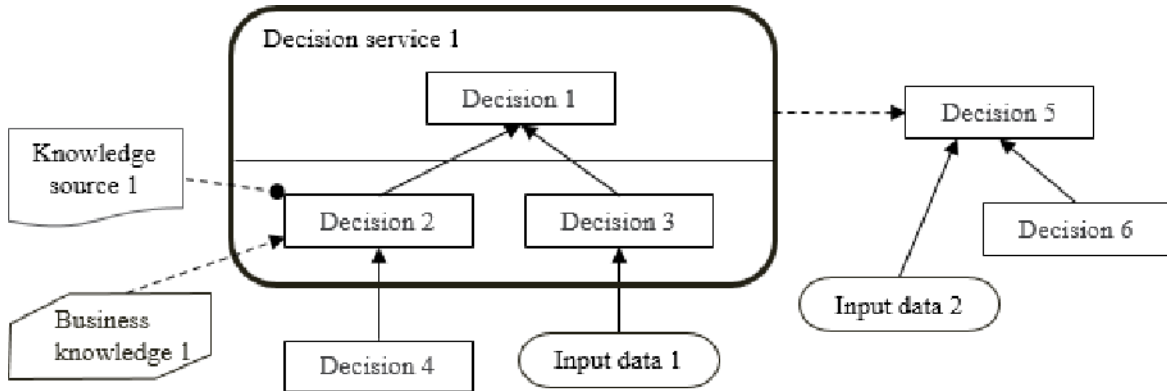 Decision service 1
Decision 1
Decision 5
Knowledge
source 1
Decision 2
Decision 3
Decision 6
Input data 2
Business
knowledge 1
Decision 4
Input data 1